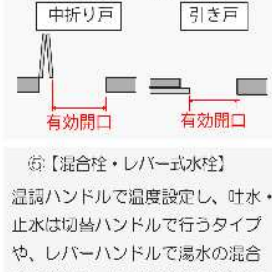 中折り戸
引き戸
有効開口
有効開口
⑥【混合栓・レバー式水栓】
温調ハンドルで温度設定し、吐水・
止水は切替ハンドルで行うタイプ
や、レバーハンドルで湯水の混合